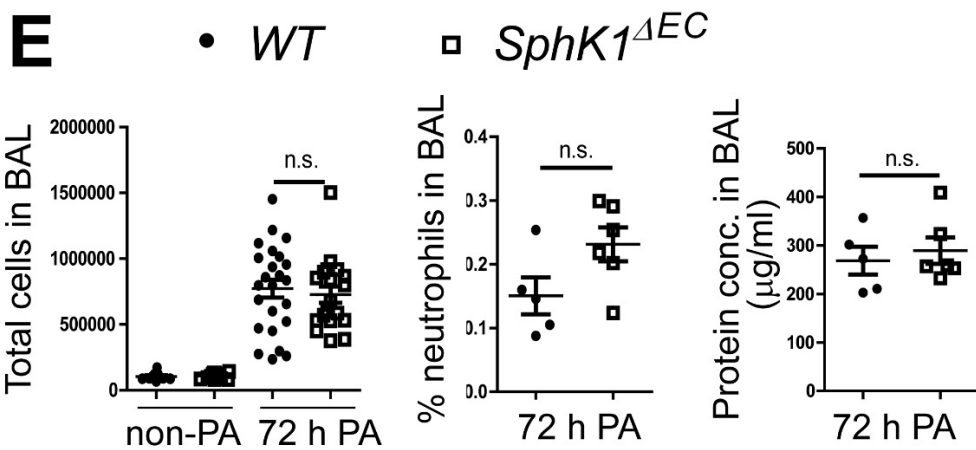 E
WT
SphK1ΔEC
Total cells in BAL
2000000
1500000
1000000
500000
0
n.s.
non-PA
72 h PA
% neutrophils in BAL
0.4
0.3
0.2
0.1
0.0
n.s.
72 h PA
Protein conc. in BAL
(µg/ml)
500
400
300
200
100
0
n.s.
72 h PA